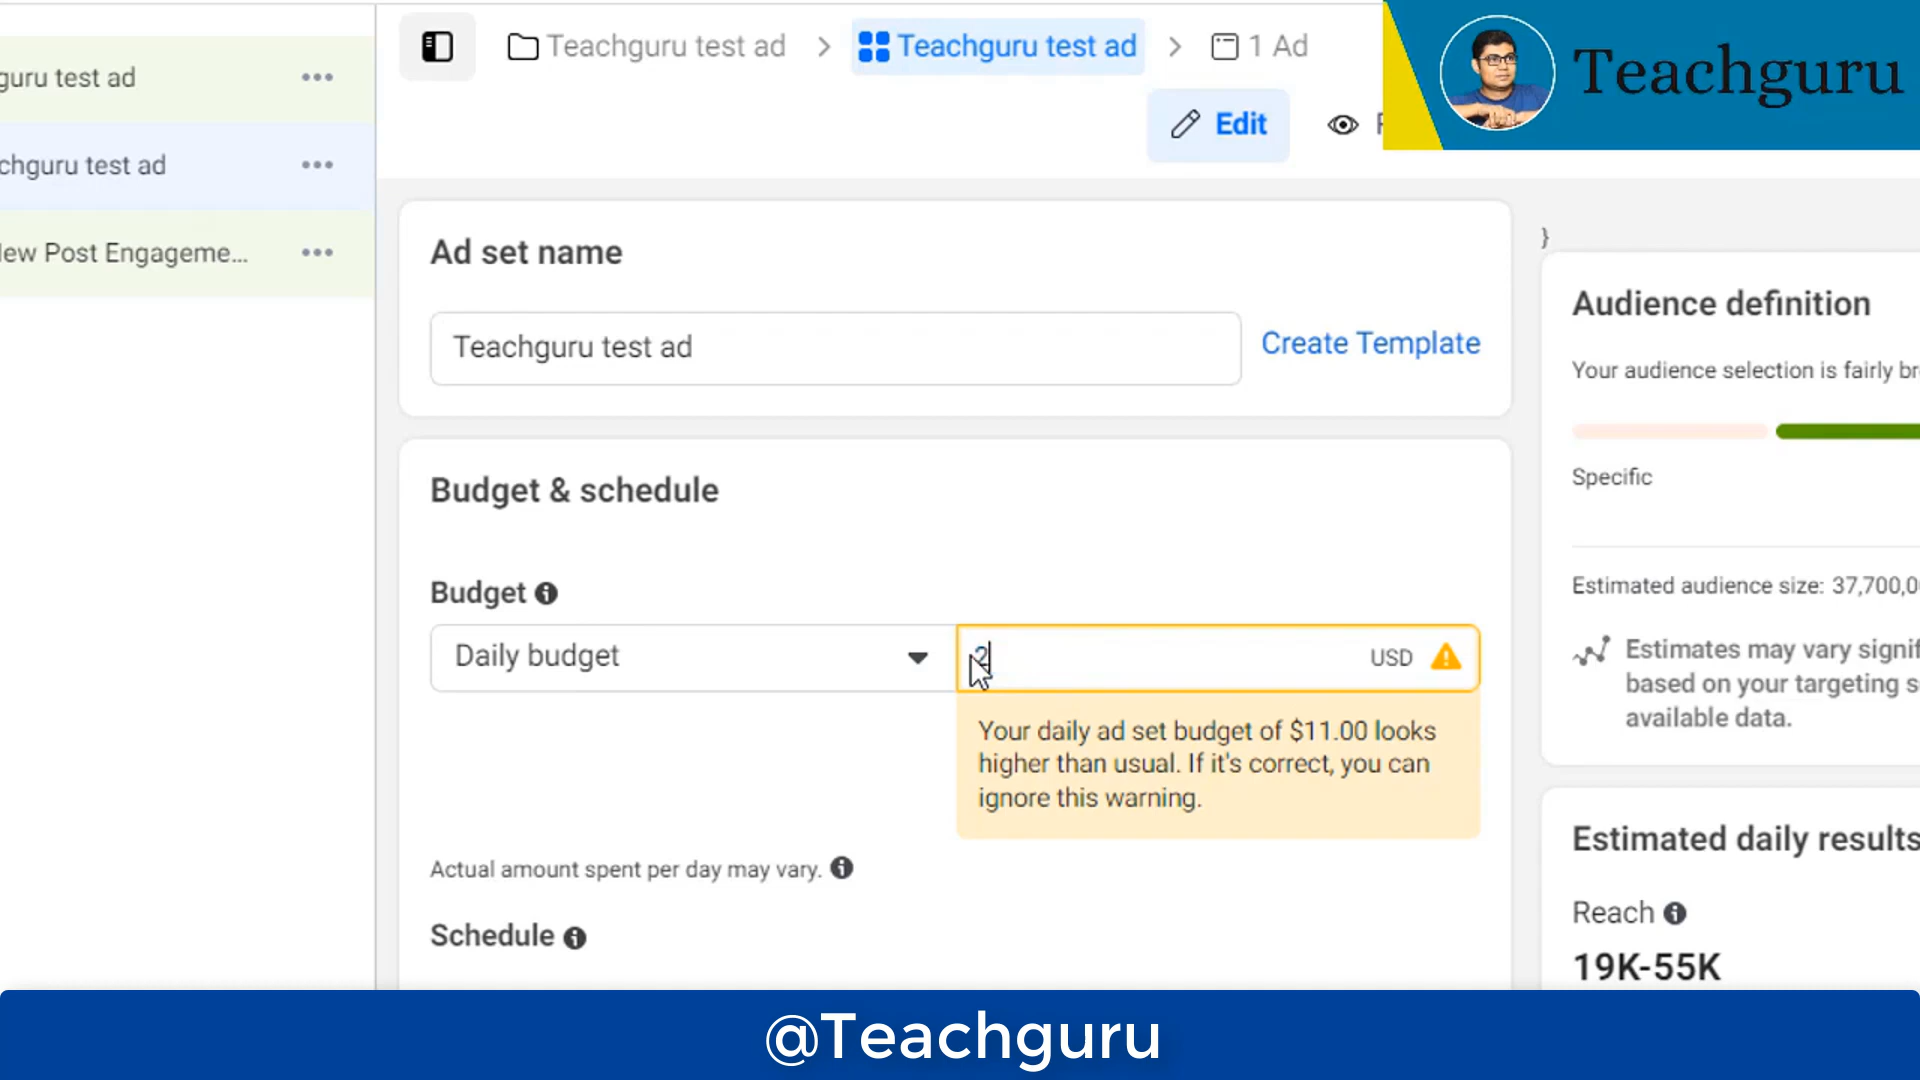 guru test ad
chguru test ad
New Post Engageme...
Teachguru test ad > Teachguru test ad > 1 Ad
Edit
Teachguru
Ad set name
Teachguru test ad
Create Template
Budget & schedule
Budget
Daily budget
2
USD
Your daily ad set budget of $11.00 looks
higher than usual. If it's correct, you can
ignore this warning.
Actual amount spent per day may vary.
Schedule
}
Audience definition
Your audience selection is fairly br
Specific
Estimated audience size: 37,700,0
Estimates may vary signif
based on your targeting s
available data.
Estimated daily results
Reach
19K-55K
@Teachguru